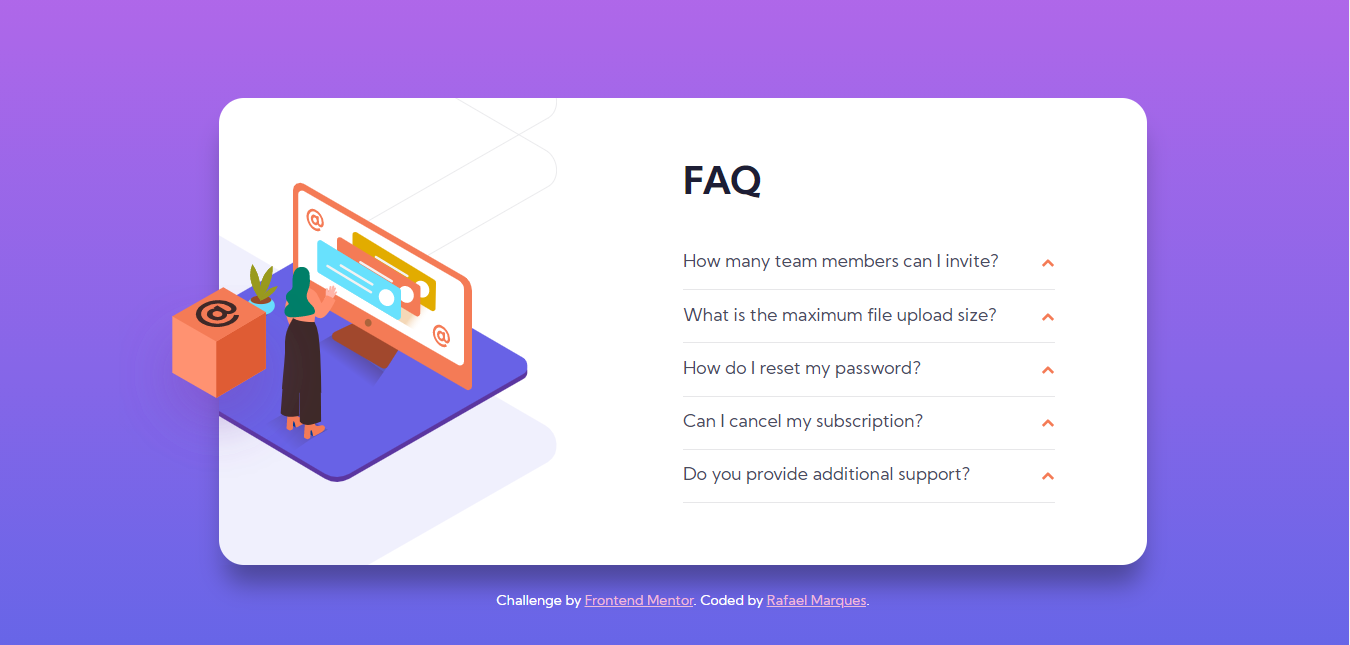 FAQ
How many team members can I invite?
What is the maximum file upload size?
How do I reset my password?
Can I cancel my subscription?
Do you provide additional support?
@
@
@
Challenge by Frontend Mentor. Coded by Rafael Marques.